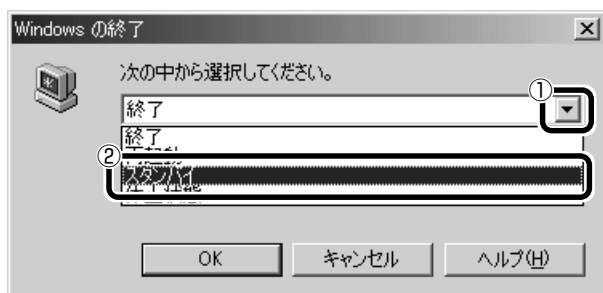 Windows の終了
次の中から選択してください。
①
終了
終了
②
スタンバイ
OK
キャンセル
ヘルプ(H)